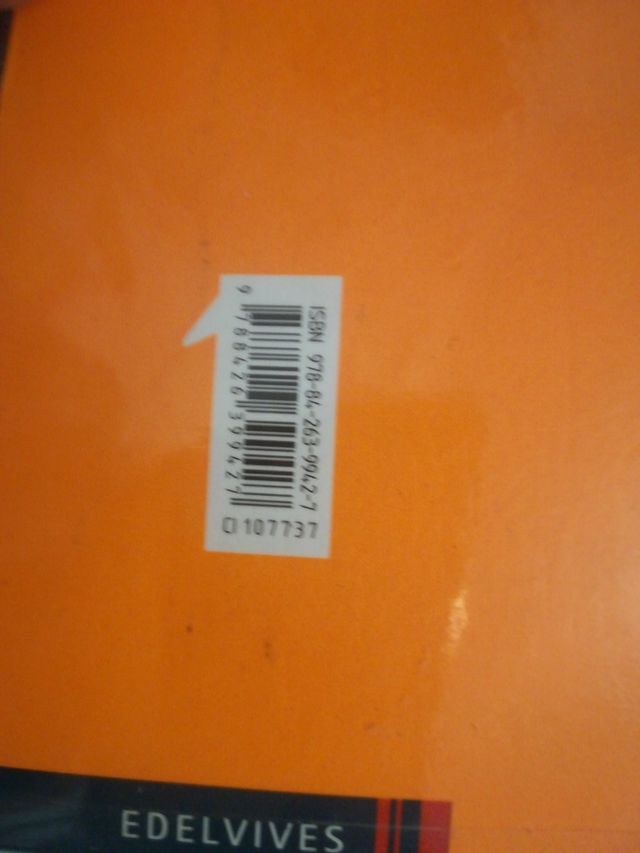 ISBN 978-84-263-9942-7
9 788426 399427
CI 107737
EDELVIVES